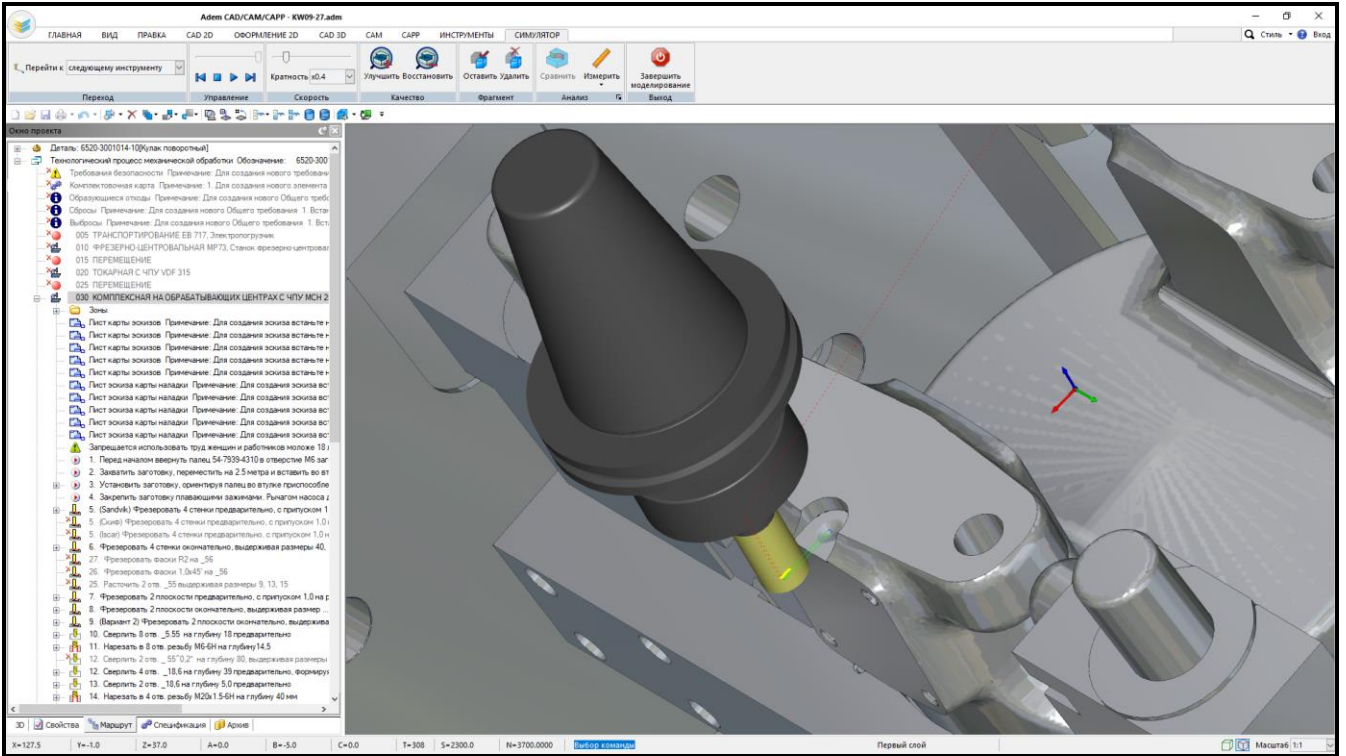 Adem CAD/CAM/CAPP - KW09-27.adm
ГЛАВНАЯ ВИД ПРАВКА CAD 2D ОФОРМЛЕНИЕ 2D CAD 3D CAM CAPP ИНСТРУМЕНТЫ СИМУЛЯТОР Стиль Вход
Перейти к следующему инструменту
Кратность x0.4
Улучшить Восстановить Оставить Удалить Сравнить Измерить Завершить моделирование
Переход Управление Скорость Качество Фрагмент Анализ Выход
Окно проекта
Деталь: 6520-3001014-10[Кулак поворотный]
Технологический процесс механической обработки Обозначение: 6520-300
Требования безопасности Примечание: Для создания нового требовани
Комплектовочная карта Примечание: 1. Для создания нового элемента
Образующиеся отходы Примечание: Для создания нового Общего требо
Сбросы Примечание: Для создания нового Общего требования 1. Встан
Выбросы Примечание: Для создания нового Общего требования 1. Вст
005 ТРАНСПОРТИРОВАНИЕ ЕВ 717, Электропогрузчик
010 ФРЕЗЕРНО-ЦЕНТРОВАЛЬНАЯ МР73, Станок фрезерно-центровал
015 ПЕРЕМЕЩЕНИЕ
020 ТОКАРНАЯ С ЧПУ VDF 315
025 ПЕРЕМЕЩЕНИЕ
030 КОМПЛЕКСНАЯ НА ОБРАБАТЫВАЮЩИХ ЦЕНТРАХ С ЧПУ МСН 2
Зоны
Лист карты эскизов Примечание: Для создания эскиза встаньте н
Лист карты эскизов Примечание: Для создания эскиза встаньте н
Лист карты эскизов Примечание: Для создания эскиза встаньте н
Лист карты эскизов Примечание: Для создания эскиза встаньте н
Лист карты эскизов Примечание: Для создания эскиза встаньте н
Лист эскиза карты наладки Примечание: Для создания эскиза вст
Лист эскиза карты наладки Примечание: Для создания эскиза вст
Лист эскиза карты наладки Примечание: Для создания эскиза вст
Лист эскиза карты наладки Примечание: Для создания эскиза вст
Лист эскиза карты наладки Примечание: Для создания эскиза вст
Запрещается использовать труд женщин и работников моложе 18
1. Перед началом ввернуть палец 54-7939-4310 в отверстие М6 заг
2. Захватить заготовку, переместить на 2.5 метра и вставить во вт
3. Установить заготовку, ориентируя палец во втулке приспособле
4. Закрепить заготовку плавающими зажимами. Рычагом насоса
5. (Sandvik) Фрезеровать 4 стенки предварительно, с припуском 1
5. (Скиф) Фрезеровать 4 стенки предварительно, с припуском 1.0
5. (Iscar) Фрезеровать 4 стенки предварительно, с припуском 1.0 н
6. Фрезеровать 4 стенки окончательно, выдерживая размеры 40,
27. Фрезеровать фаски R2 на _56
26. Фрезеровать фаски 1.0x45° на _56
25. Расточить 2 отв. _55 выдерживая размеры 9, 13, 15
7. Фрезеровать 2 плоскости предварительно, с припуском 1,0 на р
8. Фрезеровать 2 плоскости окончательно, выдерживая размер ...
9. (Вариант 2) Фрезеровать 2 плоскости окончательно, выдержива
10. Сверлить 8 отв. _5.55 на глубину 18 предварительно
11. Нарезать в 8 отв. резьбу М6-6Н на глубину14,5
12. Сверлить 2 отв. _ 55^0,2" на глубину 80, выдерживая размеры
12. Сверлить 4 отв. _18,6 на глубину 39 предварительно, формируя
13. Сверлить 2 отв. _18,6 на глубину 5,0 предварительно
14. Нарезать в 4 отв. резьбу М20x1.5-6Н на глубину 40 мм
3D Свойства Маршрут Спецификация Архив
X=127.5 Y=-1.0 Z=37.0 A=0.0 B=-5.0 C=0.0 T=308 S=2300.0 N=3700.0000 Выбор команды Первый слой Масштаб 1:1